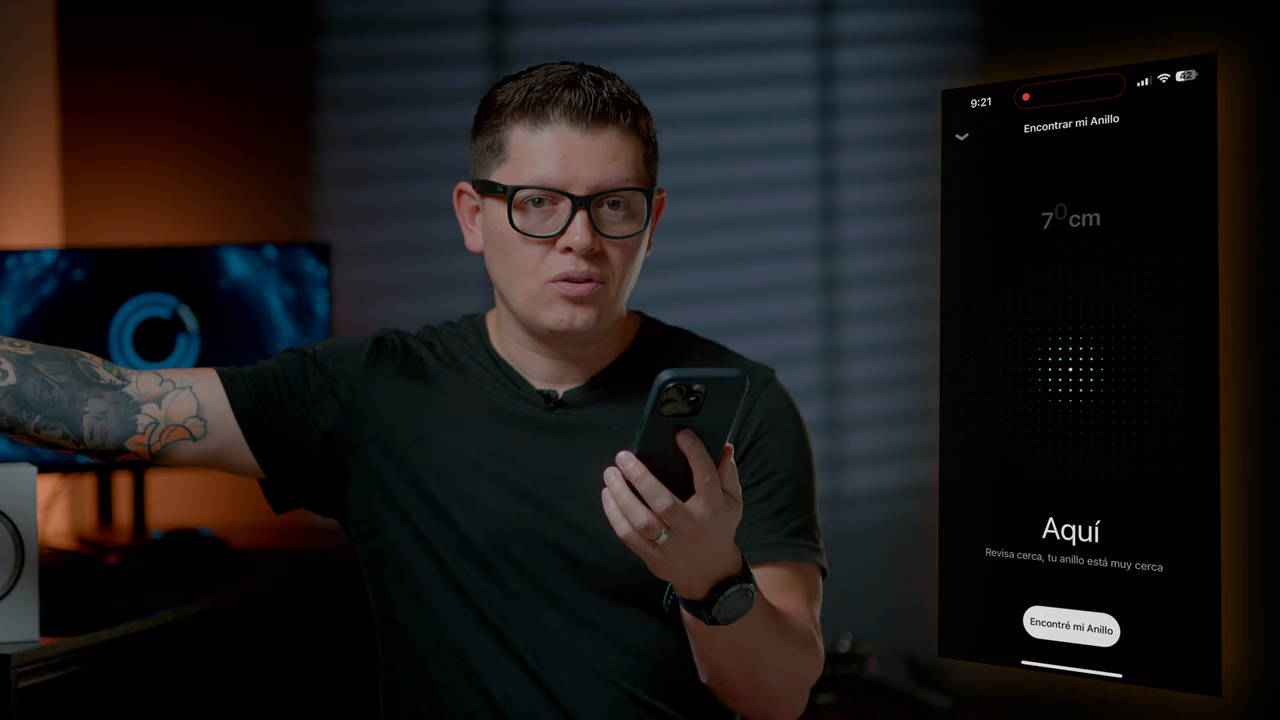 9:21
42
Encontrar mi Anillo
70cm
Aquí
Revisa cerca, tu anillo está muy cerca
Encontré mi Anillo